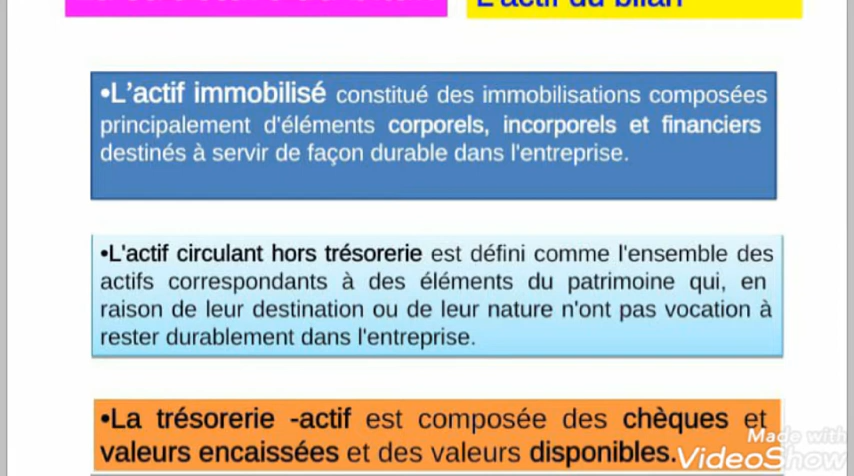 L'actif du bilan
•L'actif immobilisé constitué des immobilisations composées
principalement d'éléments corporels, incorporels et financiers
destinés à servir de façon durable dans l'entreprise.
•L'actif circulant hors trésorerie est défini comme l'ensemble des
actifs correspondants à des éléments du patrimoine qui, en
raison de leur destination ou de leur nature n'ont pas vocation à
rester durablement dans l'entreprise.
•La trésorerie -actif est composée des chèques et
valeurs encaissées et des valeurs disponibles.
Made with
VideoShow